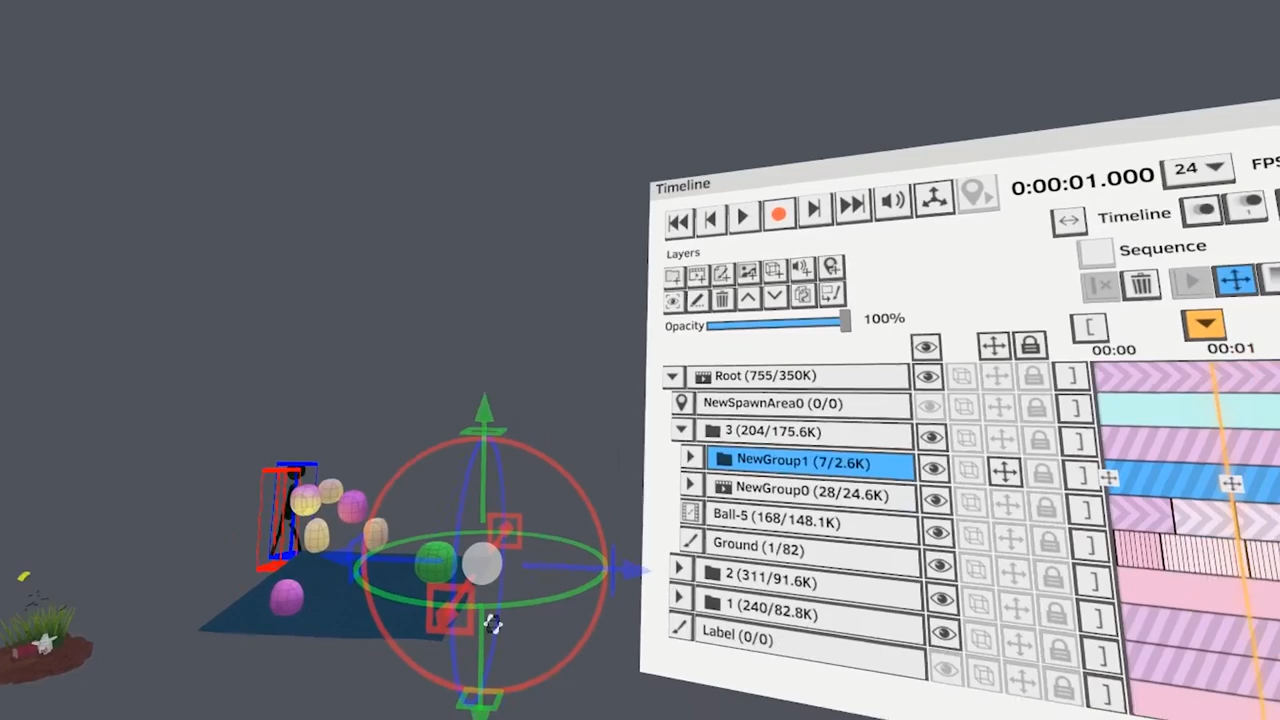 Timeline
0:00:01.000
24
FPS
Timeline
1
Sequence
Layers
Opacity
100%
00:00
00:01
Root (755/350K)
NewSpawnArea0 (0/0)
3 (204/175.6K)
NewGroup1 (7/2.6K)
NewGroup0 (28/24.6K)
Ball-5 (168/148.1K)
Ground (1/82)
2 (311/91.6K)
1 (240/82.8K)
Label (0/0)